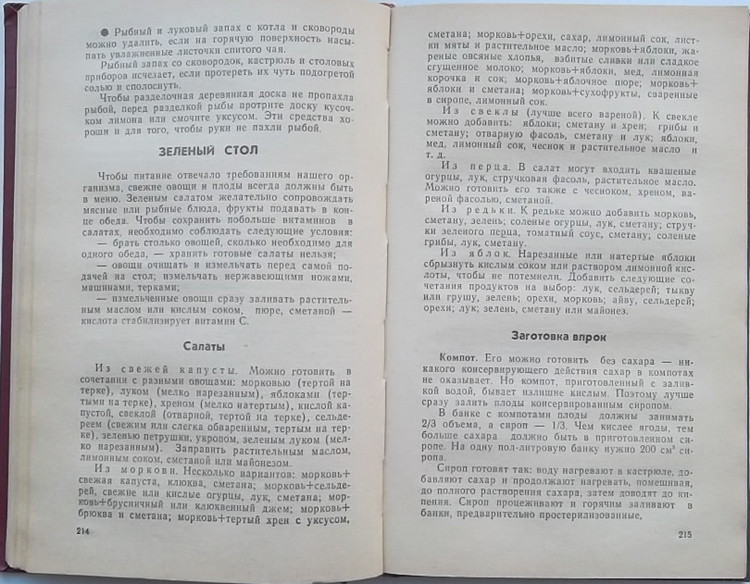 ● Рыбный и луковый запах с котла и сковороды
можно удалить, если на горячую поверхность насы-
пать увлажненные листочки спитого чая.
Рыбный запах со сковородок, кастрюль и столовых
приборов исчезает, если протереть их чуть подогретой
солью и сполоснуть.
Чтобы разделочная деревянная доска не пропахла
рыбой, перед разделкой рыбы протрите доску кусоч-
ком лимона или смочите уксусом. Эти средства хо-
роши и для того, чтобы руки не пахли рыбой.
ЗЕЛЕНЫЙ СТОЛ
Чтобы питание отвечало требованиям нашего ор-
ганизма, свежие овощи и плоды всегда должны быть
в меню. Зеленым салатом желательно сопровождать
мясные или рыбные блюда, фрукты подавать в кон-
це обеда. Чтобы сохранить побольше витаминов в
салатах, необходимо соблюдать следующие условия:
— брать столько овощей, сколько необходимо для
одного обеда, — хранить готовые салаты нельзя;
— овощи очищать и измельчать перед самой по-
дачей на стол; измельчать нержавеющими ножами,
машинами, терками;
— измельченные овощи сразу заливать раститель-
ным маслом или кислым соком, пюре, сметаной —
кислота стабилизирует витамин С.
Салаты
Из свежей капусты. Можно готовить в
сочетании с разными овощами: морковью (тертой на
терке), луком (мелко нарезанным), яблоками (тер-
тыми на терке), хреном (мелко натертым), кислой ка-
пустой, свеклой (отварной, тертой на терке), сельде-
реем (свежим или слегка обваренным, тертым на тер-
ке), зеленью петрушки, укропом, зеленым луком (мел-
ко нарезанным). Заправить растительным маслом,
лимонным соком, сметаной или майонезом.
Из моркови. Несколько вариантов: морковь+
свежая капуста, клюква, сметана; морковь+сельде-
рей, свежие или кислые огурцы, лук, сметана; мор-
ковь+брусничный или клюквенный джем; морковь+
брюква и сметана; морковь+тертый хрен с уксусом,
214
сметана; морковь+орехи, сахар, лимонный сок, лист-
ки мяты и растительное масло; морковь+яблоки, жа-
реные овсяные хлопья, взбитые сливки или сладкое
сгущенное молоко; морковь+яблоки, мед, лимонная
корочка и сок; морковь+яблочное пюре; морковь+
яблоки и сметана; морковь+сухофрукты, сваренные
в сиропе, лимонный сок.
Из свеклы (лучше всего вареной). К свекле
можно добавить: яблоки; сметану и хрен; грибы и
сметану; отварную фасоль, сметану и лук; яблоки,
мед, лимонный сок, чеснок и растительное масло и
т. д.
Из перца. В салат могут входить квашеные
огурцы, лук, стручковая фасоль, растительное масло.
Можно готовить его также с чесноком, хреном, ва-
реной фасолью, сметаной.
Из редьки. К редьке можно добавить морковь,
сметану, зелень; соленые огурцы, лук, сметану; струч-
ки зеленого перца, томатный соус, сметану; соленые
грибы, лук, сметану.
Из яблок. Нарезанные или натертые яблоки
сбрызнуть кислым соком или раствором лимонной кис-
лоты, чтобы не потемнели. Добавить следующие со-
четания продуктов на выбор: лук, сельдерей; тыкву
или грушу, зелень; орехи, морковь; айву, сельдерей;
орехи; лук; зелень, сметану или майонез.
Заготовка впрок
Компот. Его можно готовить без сахара — ни-
какого консервирующего действия сахар в компотах
не оказывает. Но компот, приготовленный с залив-
кой водой, бывает излишне кислым. Поэтому лучше
сразу залить плоды консервированным сиропом.
В банке с компотами плоды должны занимать
2/3 объема, а сироп — 1/3. Чем кислее ягоды, тем
больше сахара должно быть в приготовленном си-
ропе. На одну пол-литровую банку нужно 200 см³ си-
ропа.
Сироп готовят так: воду нагревают в кастрюле, до-
бавляют сахар и продолжают нагревать, помешивая,
до полного растворения сахара, затем доводят до ки-
пения. Сироп процеживают и горячим заливают в
банки, предварительно простерилизованные,
215